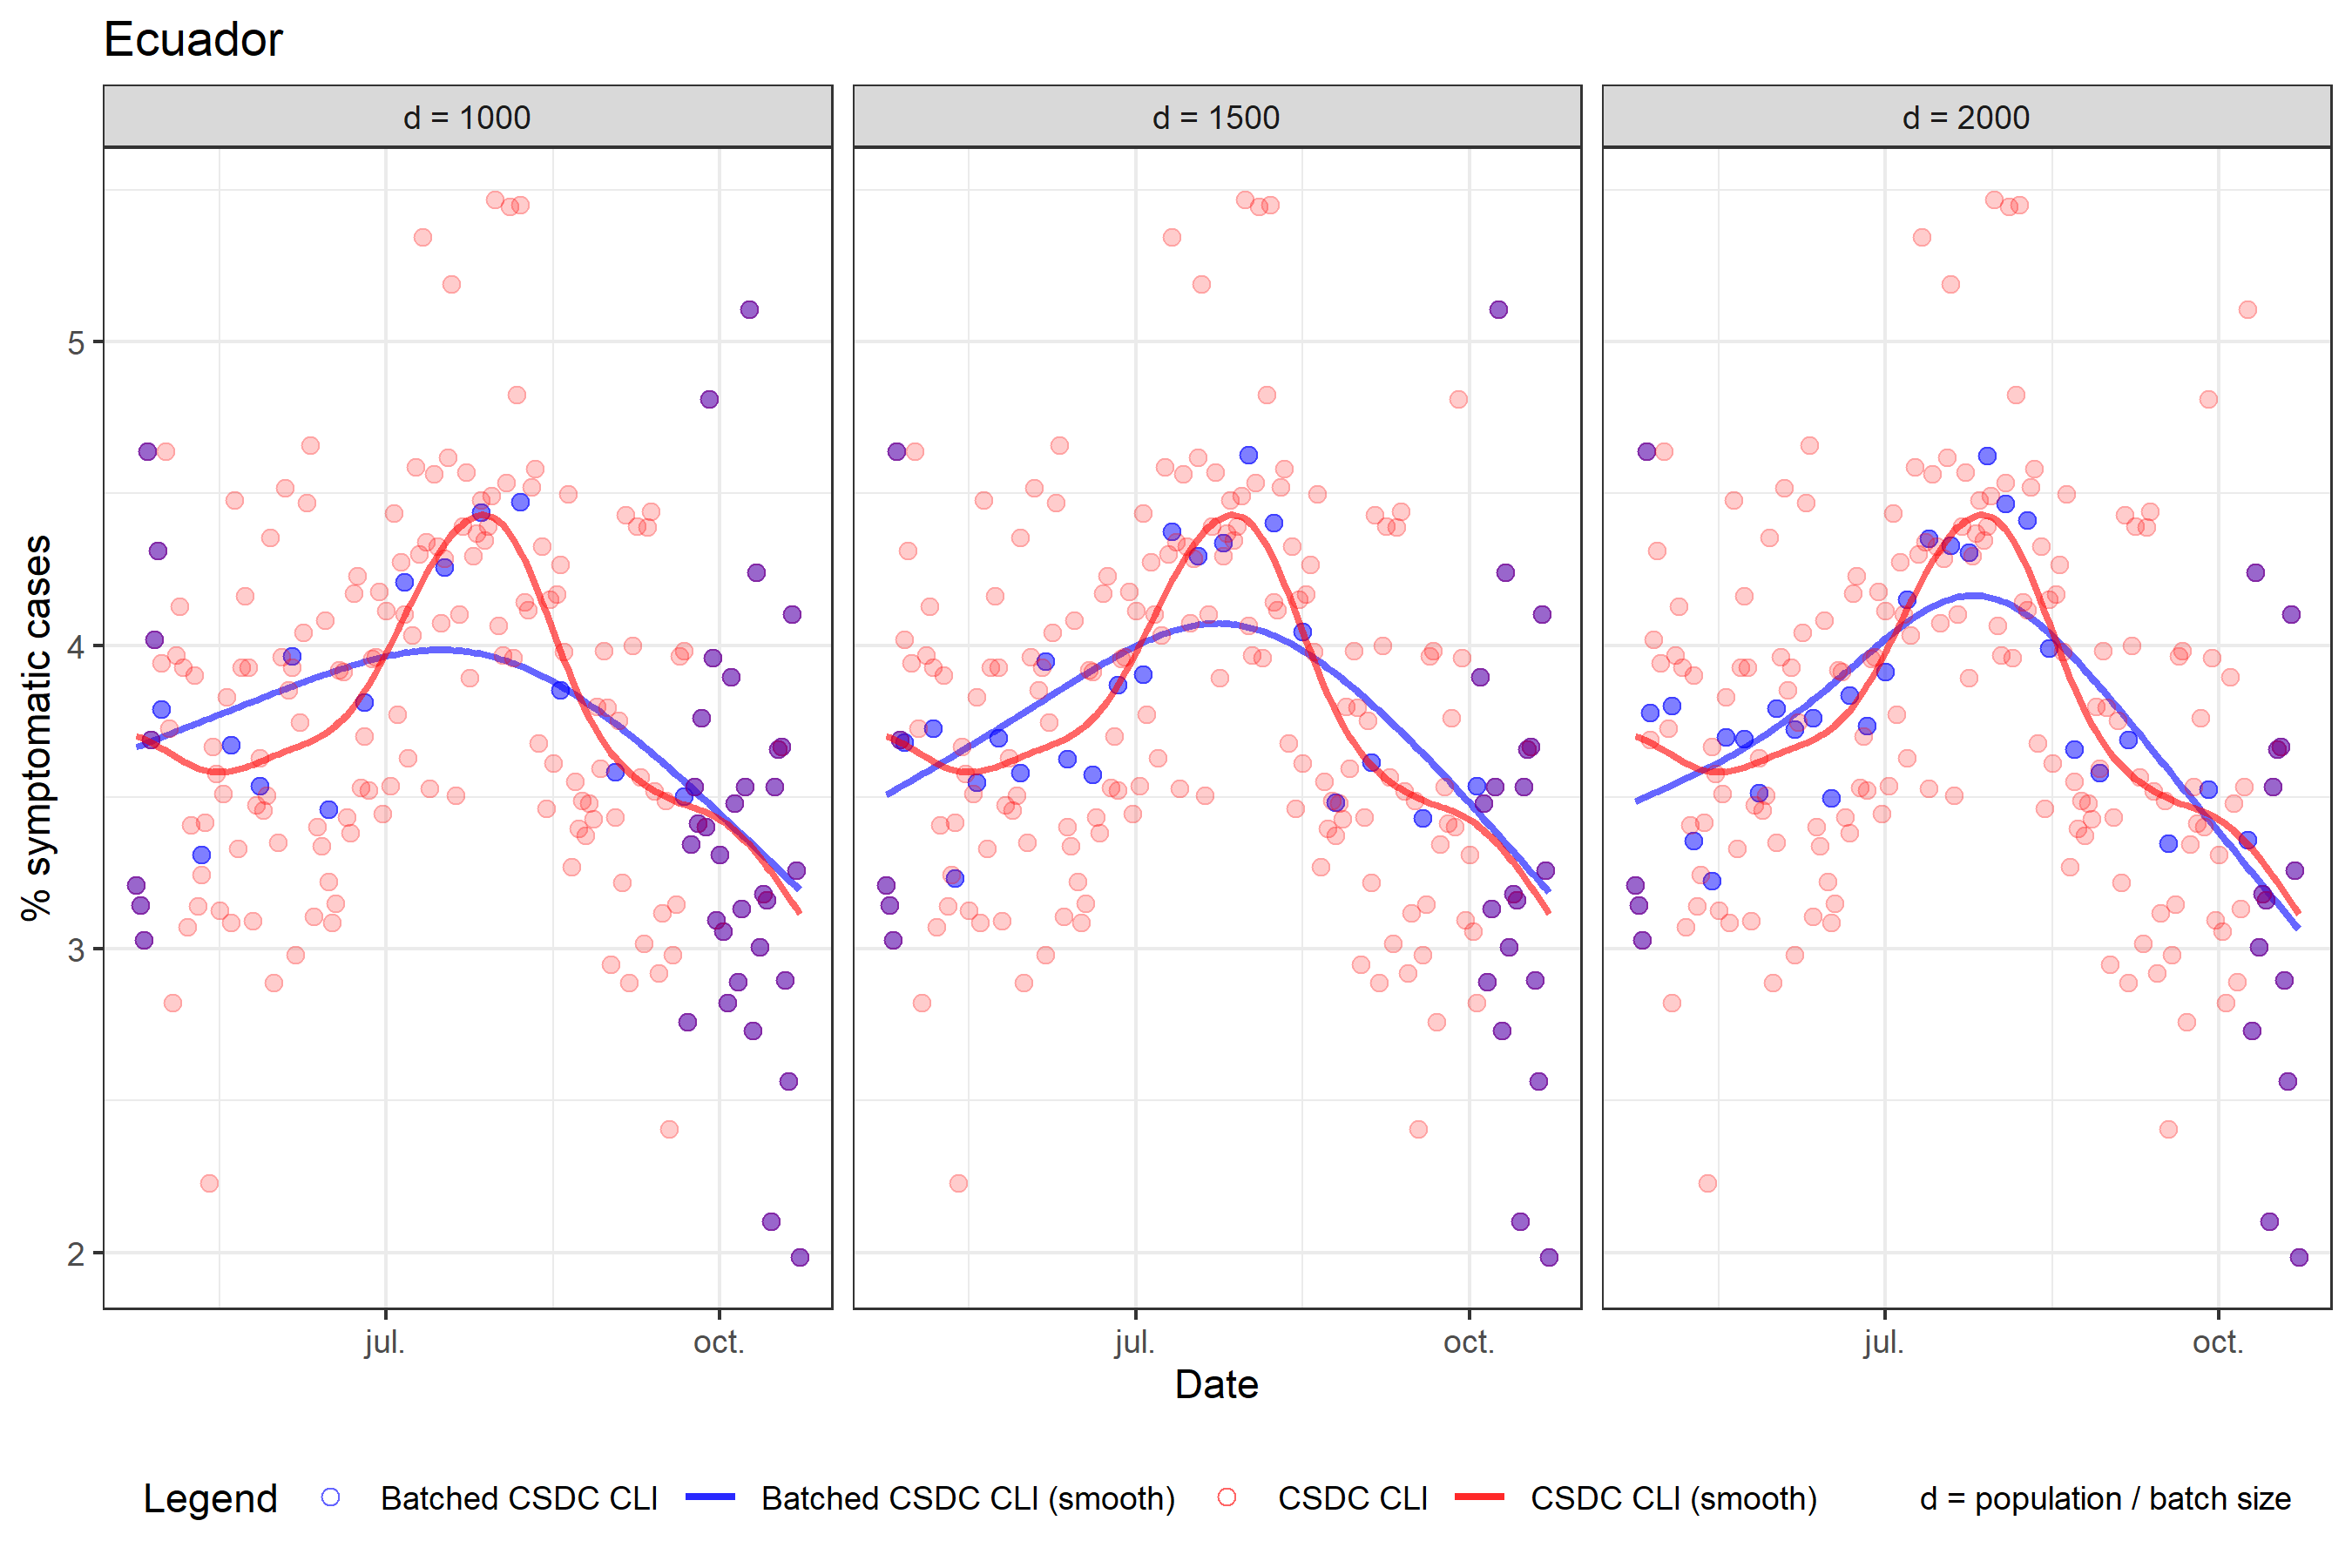 Ecuador
d = 1000
d = 1500
d = 2000
% symptomatic cases
5
4
3
2
jul.
oct.
jul.
oct.
jul.
oct.
Date
Legend
Batched CSDC CLI
Batched CSDC CLI (smooth)
CSDC CLI
CSDC CLI (smooth)
d = population / batch size